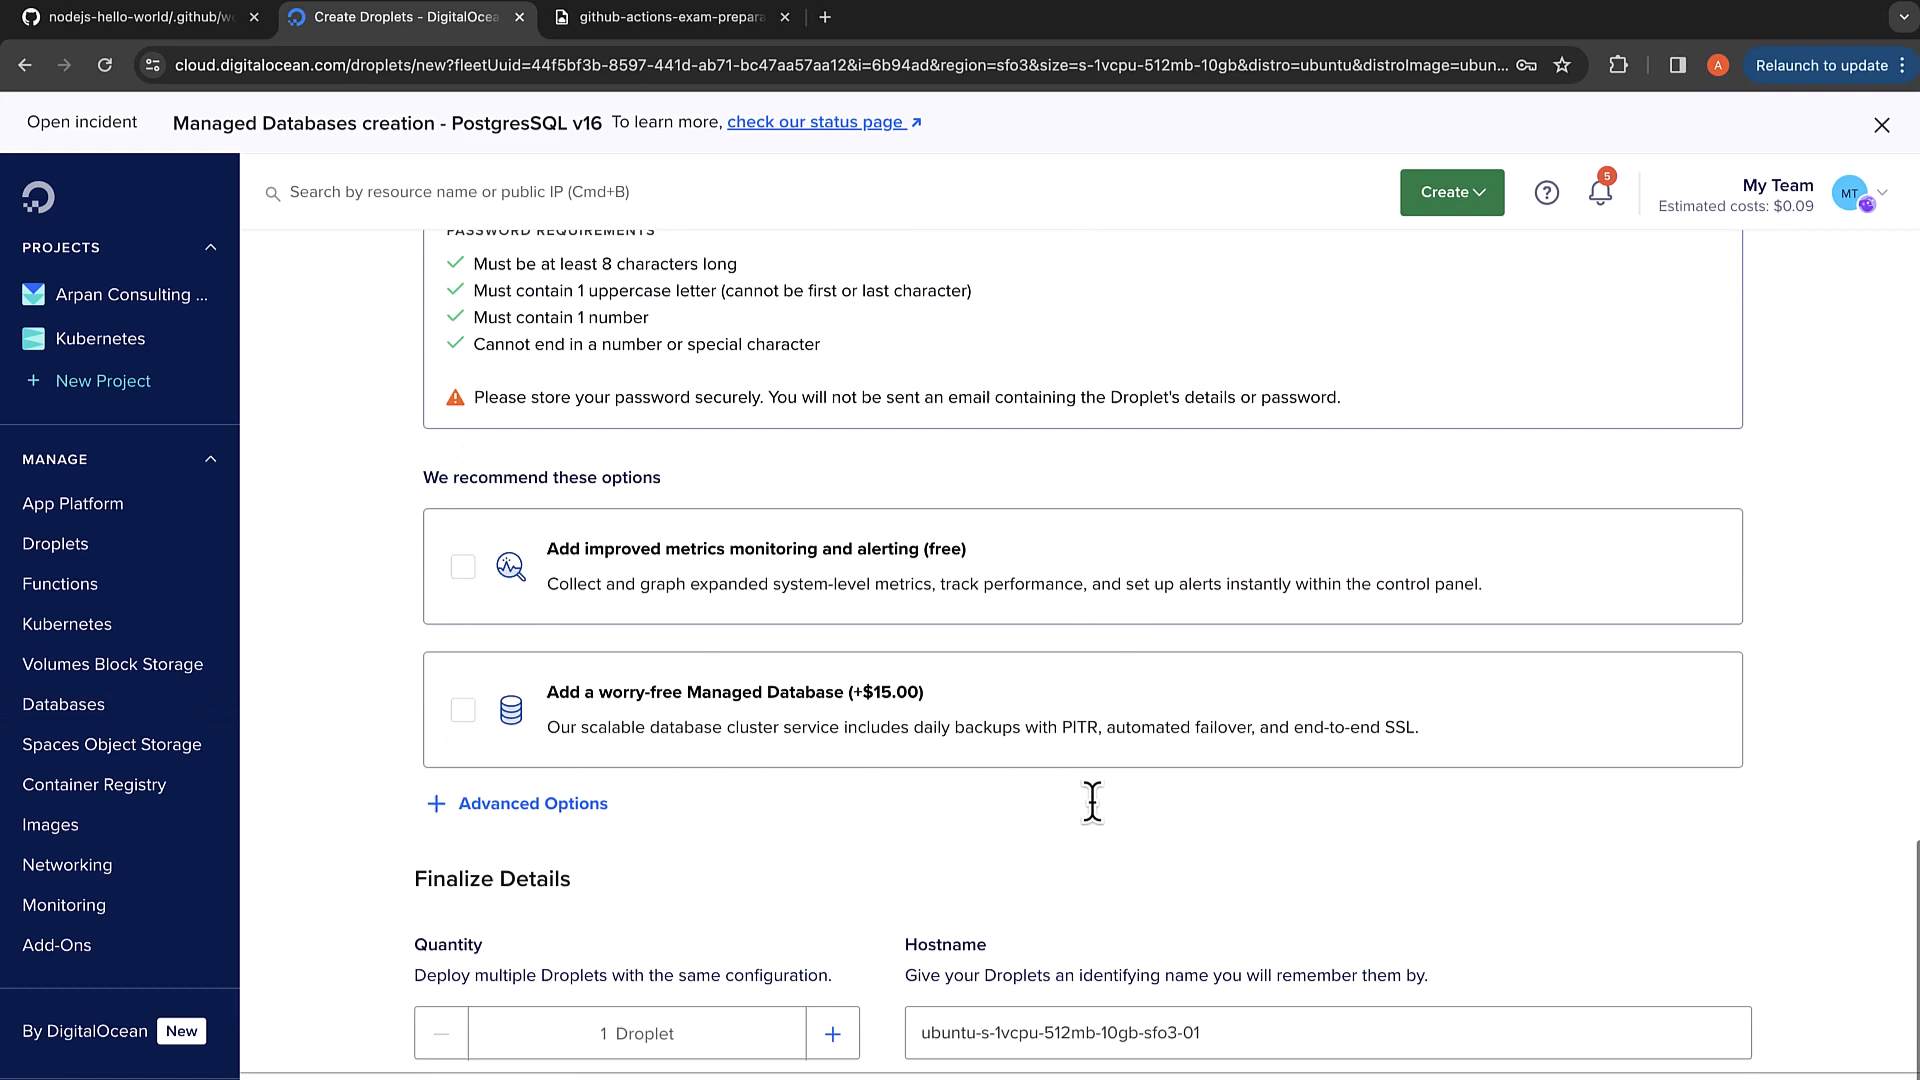 nodejs-hello-world/.github/wo
Create Droplets - DigitalOcea
github-actions-exam-prepara
cloud.digitalocean.com/droplets/new?fleetUuid=44f5bf3b-8597-441d-ab71-bc47aa57aa12&i=6b94ad&region=sfo3&size=s-1vcpu-512mb-10gb&distro=ubuntu&distroImage=ubun...
A
Relaunch to update
Open incident
Managed Databases creation - PostgresSQL v16 To learn more, check our status page ↗
Search by resource name or public IP (Cmd+B)
Create
5
My Team
Estimated costs: $0.09
MT
PROJECTS
Arpan Consulting ...
Kubernetes
+ New Project
MANAGE
App Platform
Droplets
Functions
Kubernetes
Volumes Block Storage
Databases
Spaces Object Storage
Container Registry
Images
Networking
Monitoring
Add-Ons
By DigitalOcean New
PASSWORD REQUIREMENTS
Must be at least 8 characters long
Must contain 1 uppercase letter (cannot be first or last character)
Must contain 1 number
Cannot end in a number or special character
Please store your password securely. You will not be sent an email containing the Droplet's details or password.
We recommend these options
Add improved metrics monitoring and alerting (free)
Collect and graph expanded system-level metrics, track performance, and set up alerts instantly within the control panel.
Add a worry-free Managed Database (+$15.00)
Our scalable database cluster service includes daily backups with PITR, automated failover, and end-to-end SSL.
+ Advanced Options
Finalize Details
Quantity
Deploy multiple Droplets with the same configuration.
1 Droplet
Hostname
Give your Droplets an identifying name you will remember them by.
ubuntu-s-1vcpu-512mb-10gb-sfo3-01